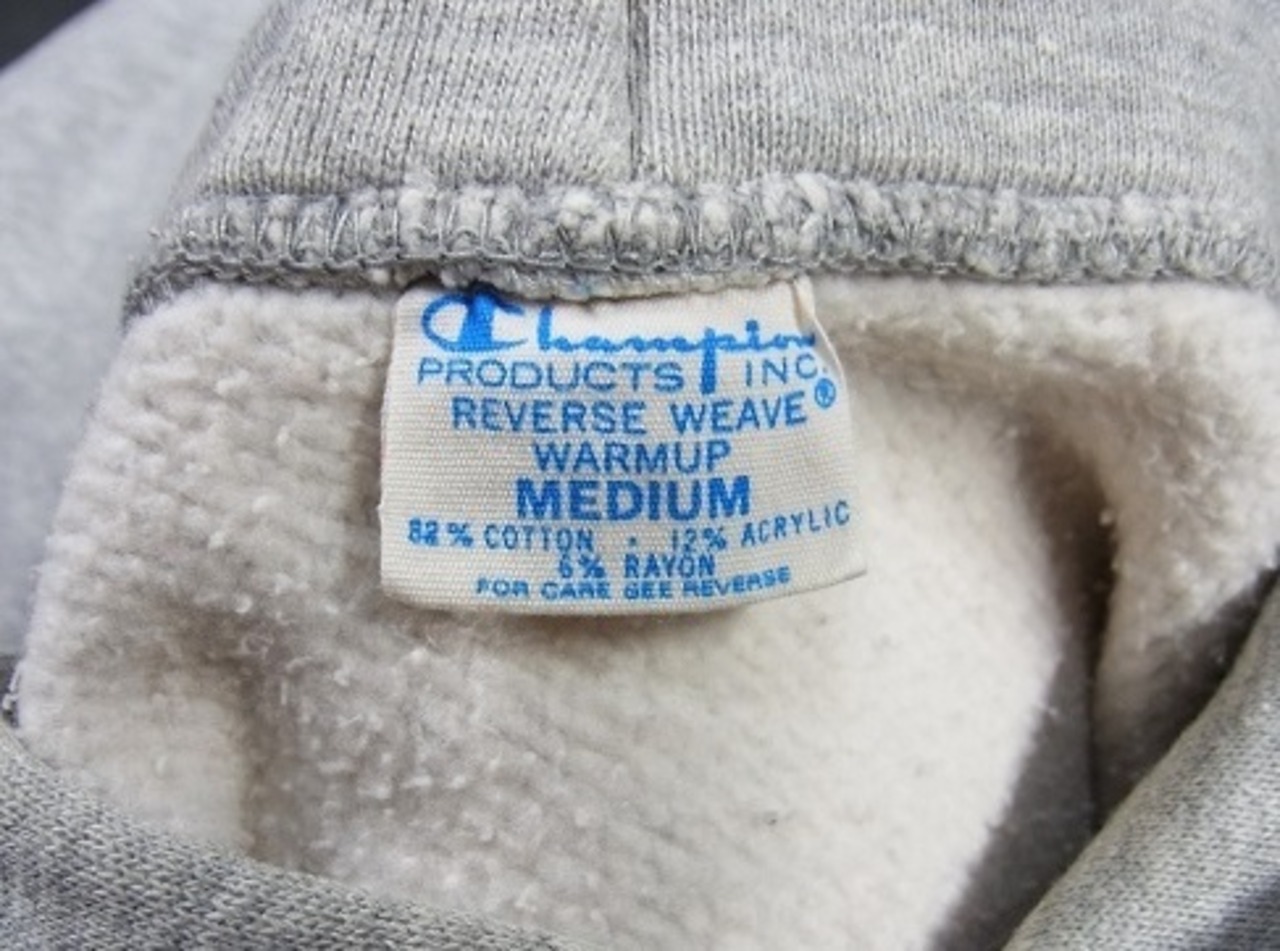 Champion
PRODUCTS INC.
REVERSE WEAVE®
WARMUP
MEDIUM
82% COTTON · 12% ACRYLIC
6% RAYON
FOR CARE SEE REVERSE